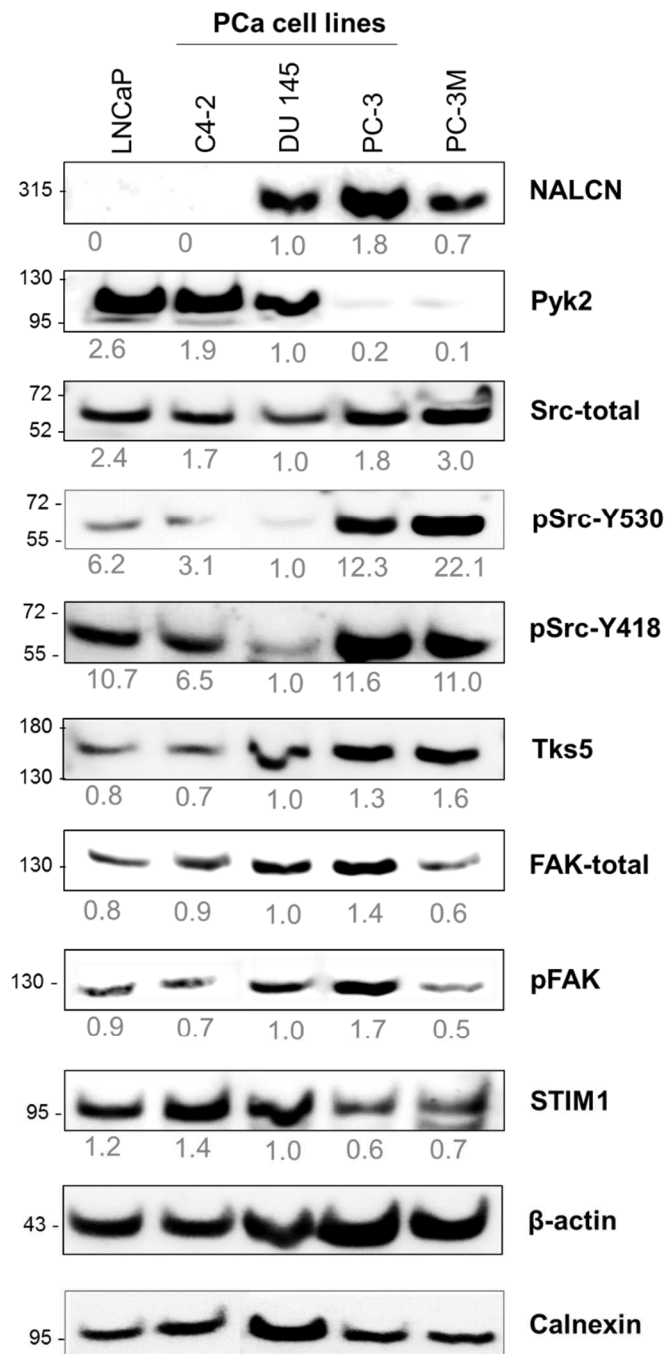 PCa cell lines
LNCaP C4-2 DU 145 PC-3 PC-3M
315 - NALCN
0 0 1.0 1.8 0.7
130 -
Pyk2
95 -
2.6 1.9 1.0 0.2 0.1
72 -
Src-total
52 -
2.4 1.7 1.0 1.8 3.0
72 -
pSrc-Y530
55 -
6.2 3.1 1.0 12.3 22.1
72 -
pSrc-Y418
55 -
10.7 6.5 1.0 11.6 11.0
180 -
Tks5
130 -
0.8 0.7 1.0 1.3 1.6
130 - FAK-total
0.8 0.9 1.0 1.4 0.6
130 - pFAK
0.9 0.7 1.0 1.7 0.5
95 - STIM1
1.2 1.4 1.0 0.6 0.7
43 - β-actin
95 - Calnexin